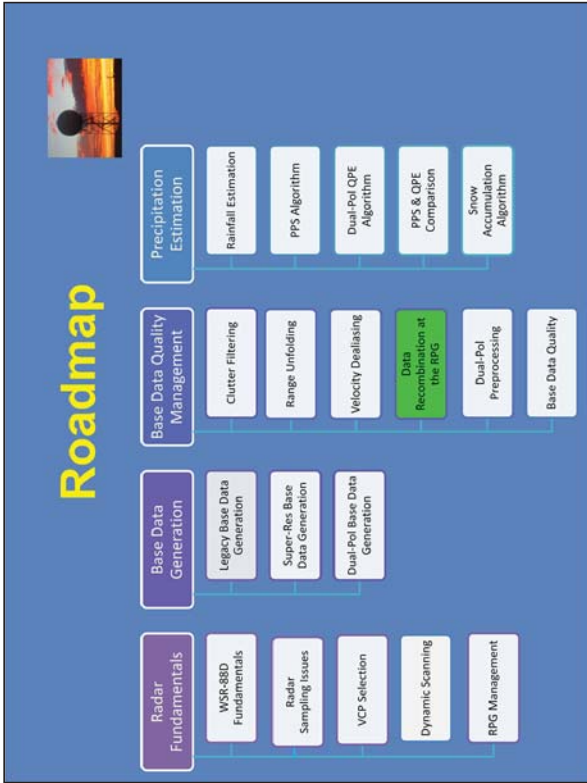 Roadmap
Radar
Fundamentals
WSR-88D
Fundamentals
Radar
Sampling Issues
VCP Selection
Dynamic Scanning
RPG Management
Base Data
Generation
Legacy Base Data
Generation
Super-Res Base
Data Generation
Dual-Pol Base Data
Generation
Base Data Quality
Management
Clutter Filtering
Range Unfolding
Velocity Dealiasing
Data
Recombination at
the RPG
Dual-Pol
Preprocessing
Base Data Quality
Precipitation
Estimation
Rainfall Estimation
PPS Algorithm
Dual-Pol QPE
Algorithm
PPS & QPE
Comparison
Snow
Accumulation
Algorithm